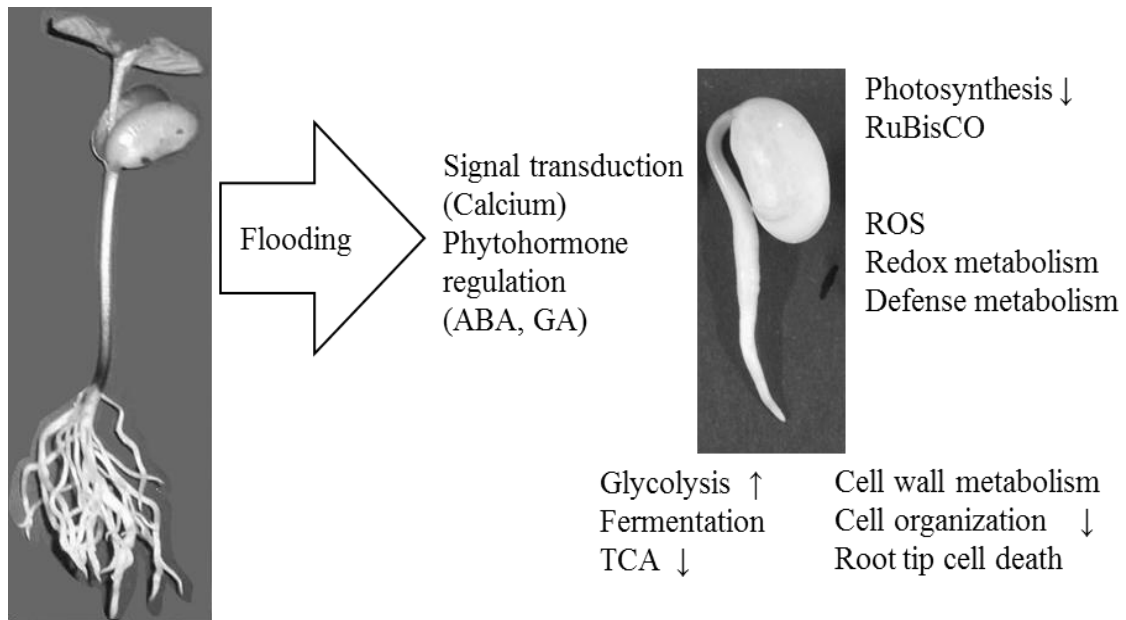 Flooding
Signal transduction
(Calcium)
Phytohormone
regulation
(ABA, GA)
Photosynthesis ↓
RuBisCO
ROS
Redox metabolism
Defense metabolism
Glycolysis ↑
Fermentation
TCA ↓
Cell wall metabolism
Cell organization ↓
Root tip cell death